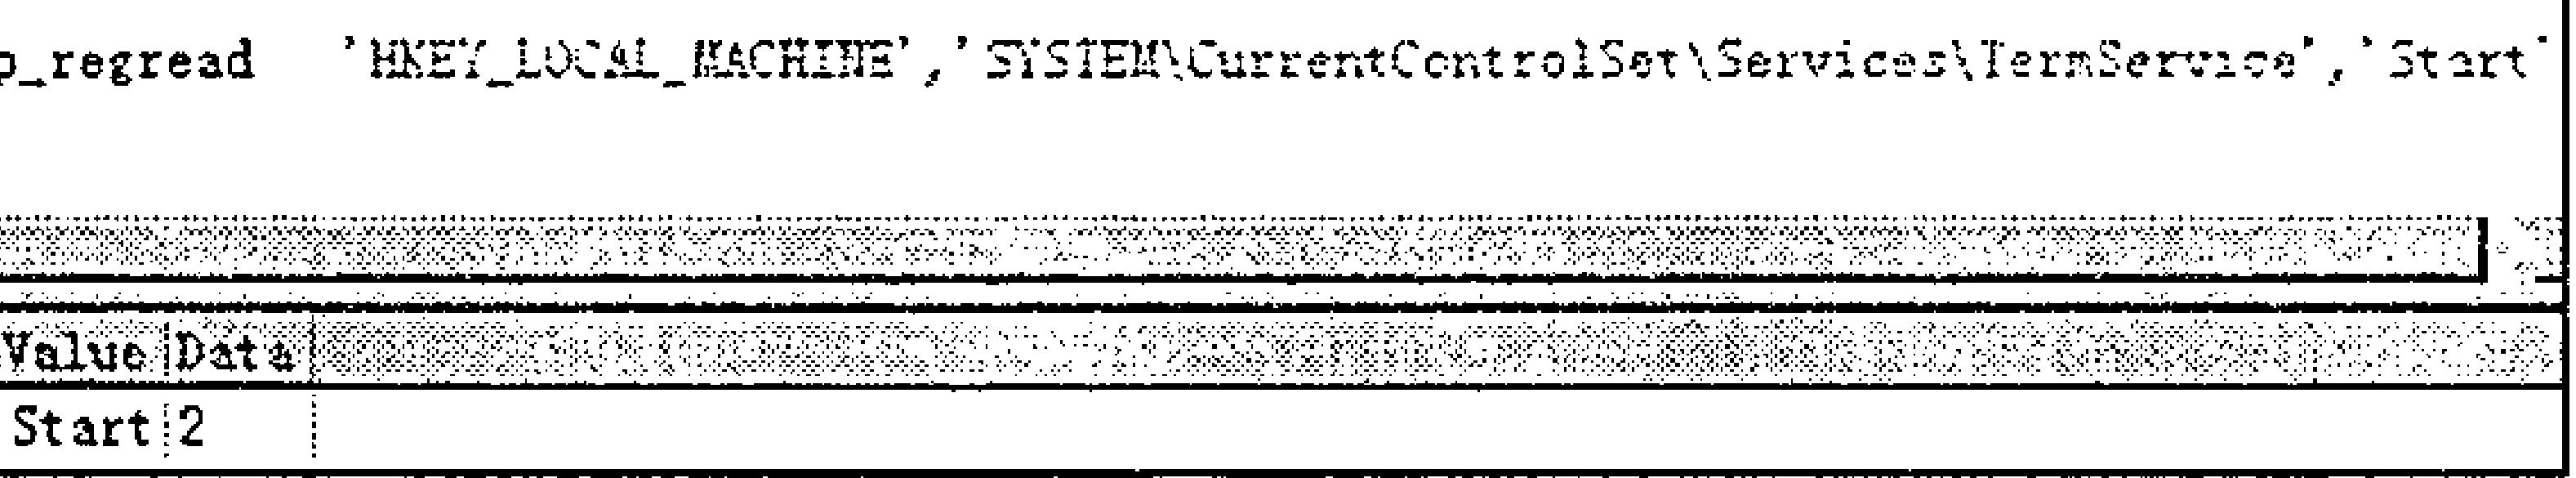 p_regread 'HKEY_LOCAL_MACHINE','SYSTEM\CurrentControlSet\Services\TermService','Start'
Value Data
Start 2